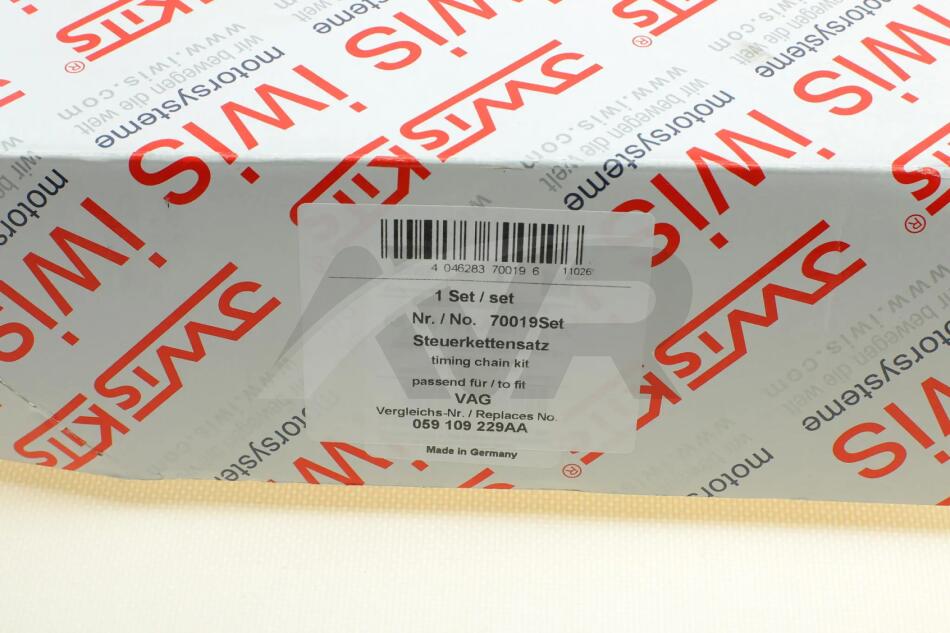 iwis
motorsysteme
wir bewegen die welt
www.iwis.com
iWiSKiTS®
4 046283 70019 6 11026
1 Set / set
Nr. / No. 70019Set
Steuerkettensatz
timing chain kit
passend für / to fit
VAG
Vergleichs-Nr. / Replaces No.
059 109 229AA
Made in Germany
AVR